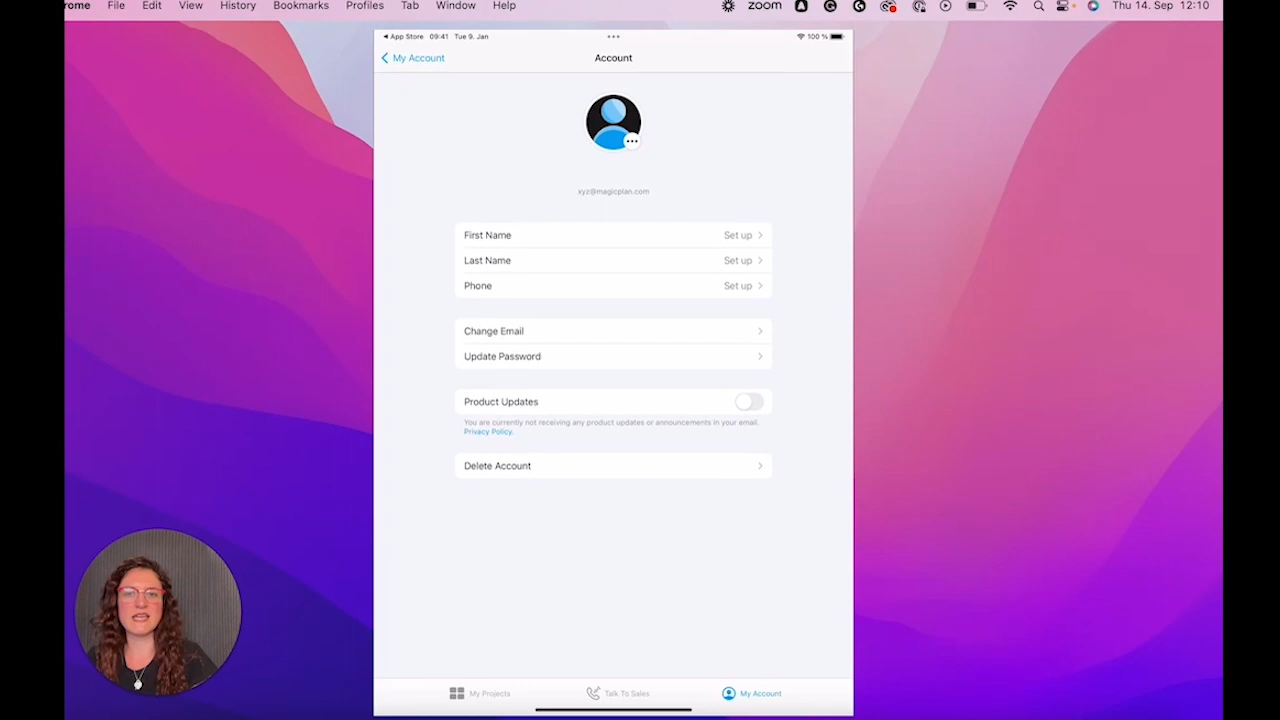 rome File Edit View History Bookmarks Profiles Tab Window Help zoom Thu 14. Sep 12:10
App Store 09:41 Tue 9. Jan 100 %
My Account Account
xyz@magicplan.com
First Name Set up
Last Name Set up
Phone Set up
Change Email
Update Password
Product Updates
You are currently not receiving any product updates or announcements in your email.
Privacy Policy.
Delete Account
My Projects Talk To Sales My Account